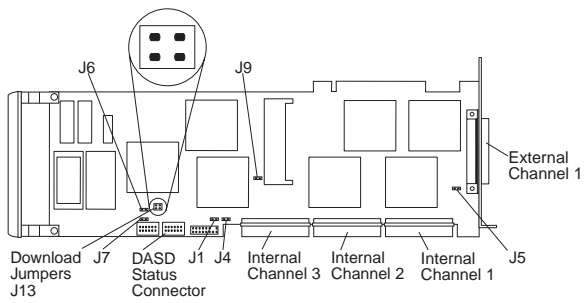 J6
J9
External
Channel 1
Download
Jumpers
J13
J7
DASD
Status
Connector
J1
J4
Internal
Channel 3
Internal
Channel 2
Internal
Channel 1
J5